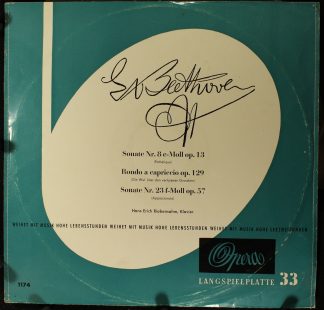 L v Beethoven
Sonate Nr. 8 c-Moll op. 13
(Pathétique)
Rondo a capriccio op. 129
(Die Wut über den verlorenen Groschen)
Sonate Nr. 23 f-Moll op. 57
(Appassionata)
Hans Erich Riebensahm, Klavier
WEIHET MIT MUSIK HOHE LEBENSSTUNDEN WEIHET MIT MUSIK HOHE LEBENSSTUNDEN WEIHET MIT MUSIK HOHE LEBENSSTUNDEN
Opera
LANGSPIELPLATTE 33
1174